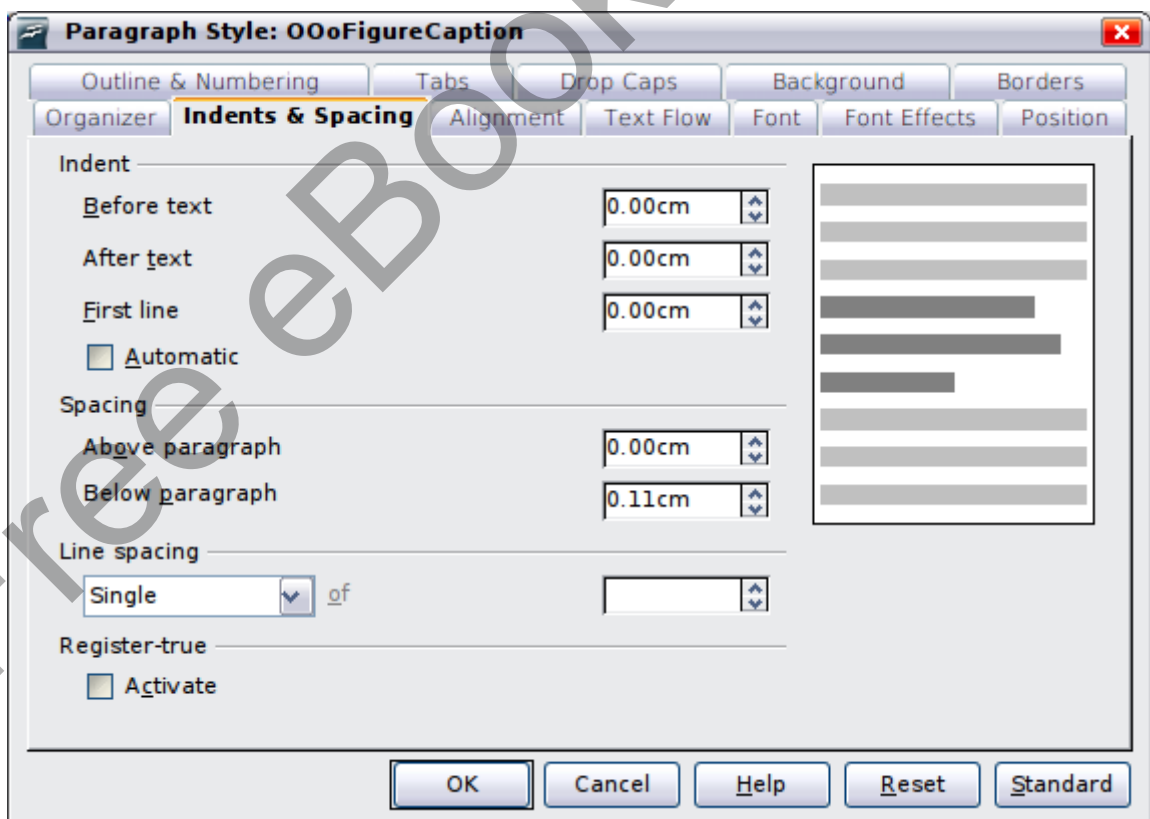 Paragraph Style: OOoFigureCaption
Outline & Numbering Tabs Drop Caps Background Borders
Organizer Indents & Spacing Alignment Text Flow Font Font Effects Position
Indent
Before text 0.00cm
After text 0.00cm
First line 0.00cm
Automatic
Spacing
Above paragraph 0.00cm
Below paragraph 0.11cm
Line spacing
Single of
Register-true
Activate
OK Cancel Help Reset Standard
ree eBoo